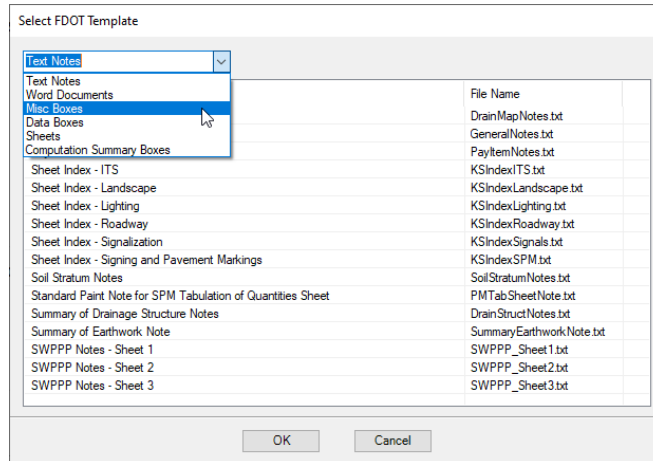 Select FDOT Template
Text Notes
Text Notes
Word Documents
Misc Boxes
Data Boxes
Sheets
Computation Summary Boxes
File Name
DrainMapNotes.txt
GeneralNotes.txt
PayItemNotes.txt
Sheet Index - ITS KSIndexITS.txt
Sheet Index - Landscape KSIndexLandscape.txt
Sheet Index - Lighting KSIndexLighting.txt
Sheet Index - Roadway KSIndexRoadway.txt
Sheet Index - Signalization KSIndexSignals.txt
Sheet Index - Signing and Pavement Markings KSIndexSPM.txt
Soil Stratum Notes SoilStratumNotes.txt
Standard Paint Note for SPM Tabulation of Quantities Sheet PMTabSheetNote.txt
Summary of Drainage Structure Notes DrainStructNotes.txt
Summary of Earthwork Note SummaryEarthworkNote.txt
SWPPP Notes - Sheet 1 SWPPP_Sheet1.txt
SWPPP Notes - Sheet 2 SWPPP_Sheet2.txt
SWPPP Notes - Sheet 3 SWPPP_Sheet3.txt
OK Cancel